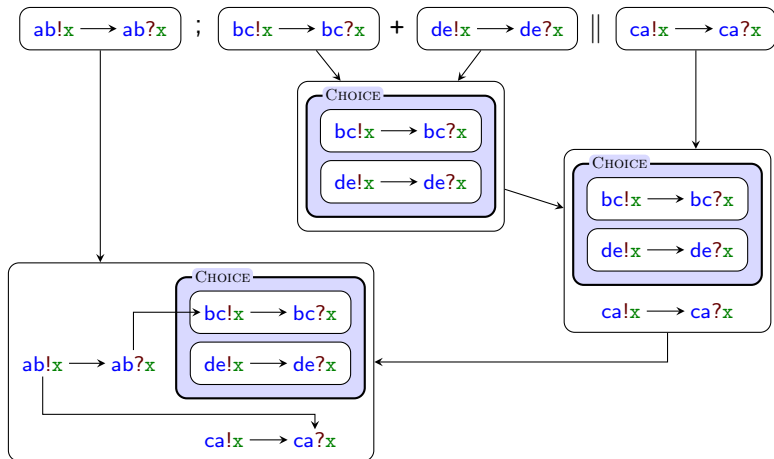 ab!x → ab?x ; bc!x → bc?x + de!x → de?x ∥ ca!x → ca?x
CHOICE
bc!x → bc?x
de!x → de?x
CHOICE
bc!x → bc?x
de!x → de?x
ca!x → ca?x
CHOICE
bc!x → bc?x
ab!x → ab?x
de!x → de?x
ca!x → ca?x